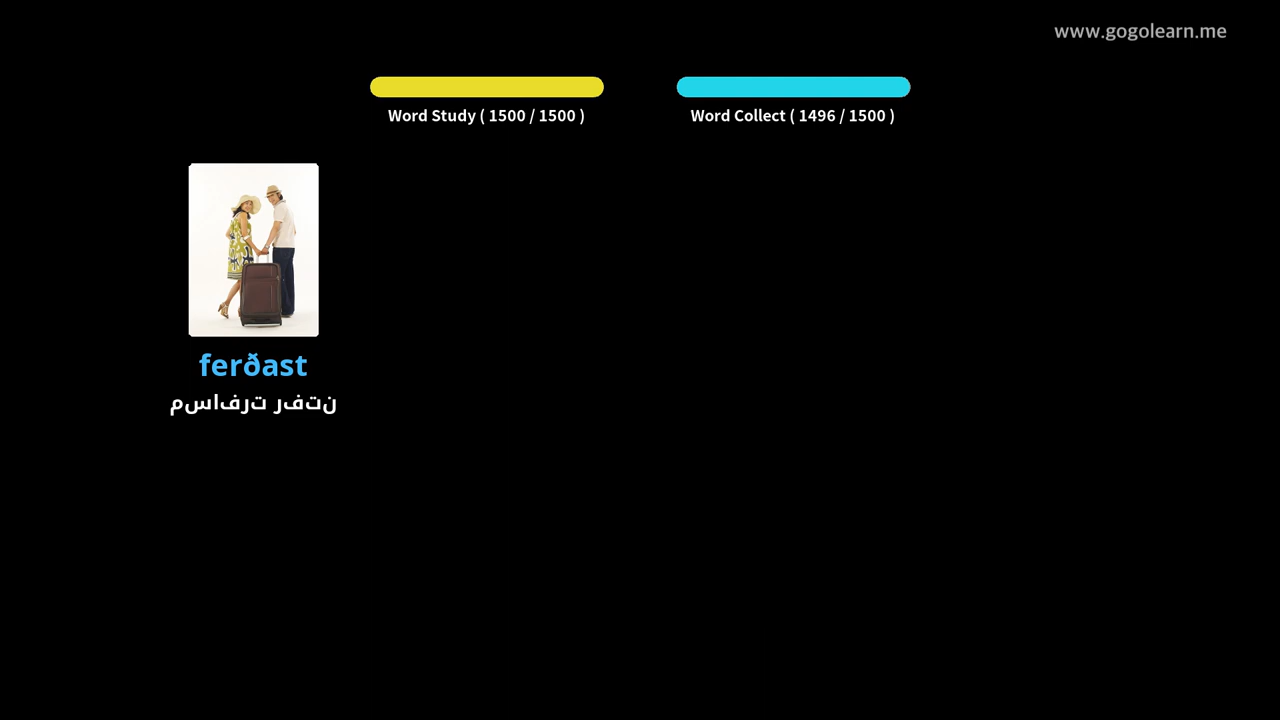 www.gogolearn.me
Word Study ( 1500 / 1500 )
Word Collect ( 1496 / 1500 )
ferðast
مسافرت رفتن